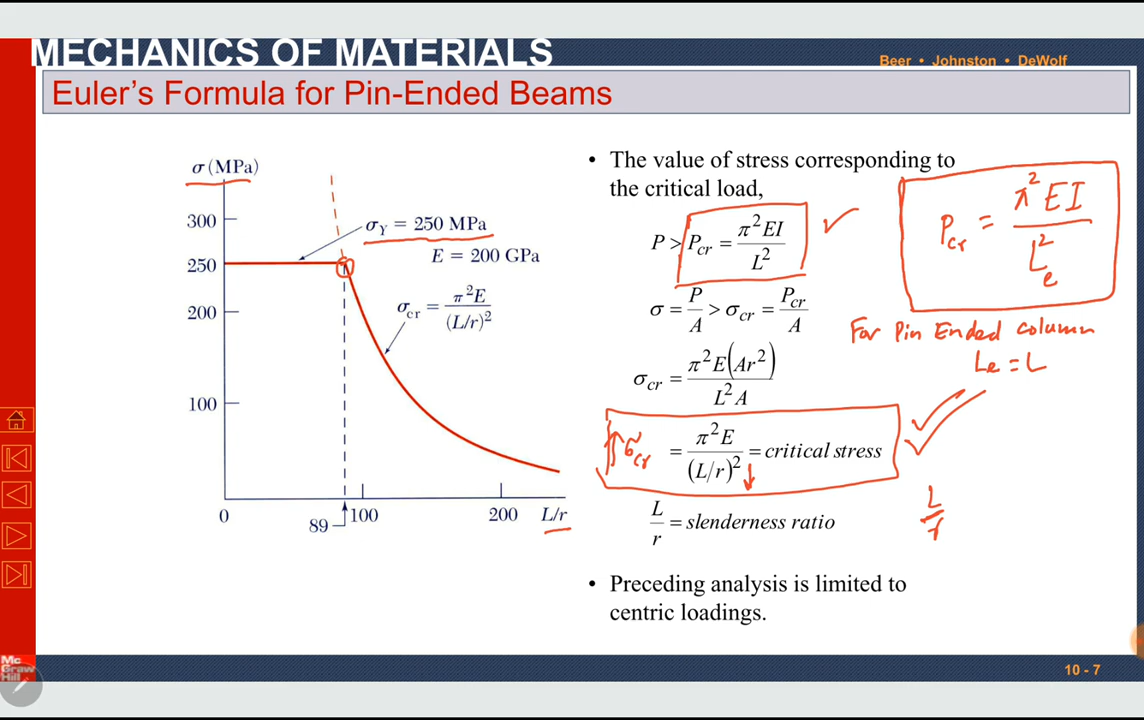 MECHANICS OF MATERIALS
Beer • Johnston • DeWolf
Euler's Formula for Pin-Ended Beams
σ (MPa)
300
250
200
100
0
89
100
200
L/r
σY = 250 MPa
E = 200 GPa
σcr = π²E/(L/r)²
• The value of stress corresponding to
the critical load,
P > Pcr = π²EI/L²
σ = P/A > σcr = Pcr/A
σcr = π²E(Ar²)/L²A
σcr = π²E/(L/r)² = critical stress
L/r = slenderness ratio
• Preceding analysis is limited to
centric loadings.
Pcr = π²EI/Le²
For Pin Ended column
Le = L
L/r
Mc
Graw
Hill
10 - 7